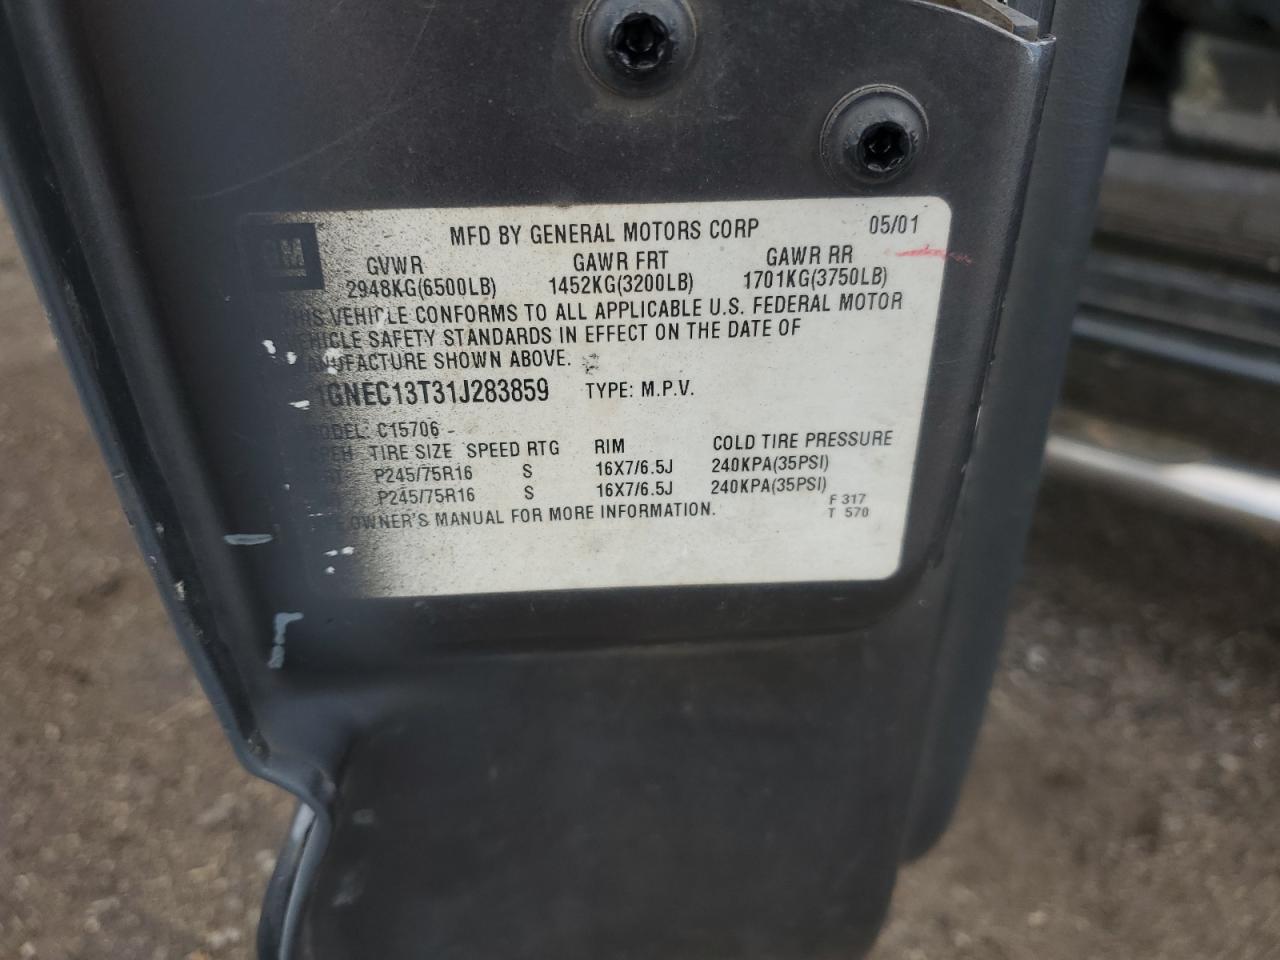 GM
MFD BY GENERAL MOTORS CORP 05/01
GVWR GAWR FRT GAWR RR
2948KG(6500LB) 1452KG(3200LB) 1701KG(3750LB)
THIS VEHICLE CONFORMS TO ALL APPLICABLE U.S. FEDERAL MOTOR
VEHICLE SAFETY STANDARDS IN EFFECT ON THE DATE OF
MANUFACTURE SHOWN ABOVE.
1GNEC13T31J283859 TYPE: M.P.V.
MODEL: C15706 -
TIRE SIZE SPEED RTG RIM COLD TIRE PRESSURE
P245/75R16 S 16X7/6.5J 240KPA(35PSI)
P245/75R16 S 16X7/6.5J 240KPA(35PSI)
OWNER'S MANUAL FOR MORE INFORMATION.
F 317
T 570